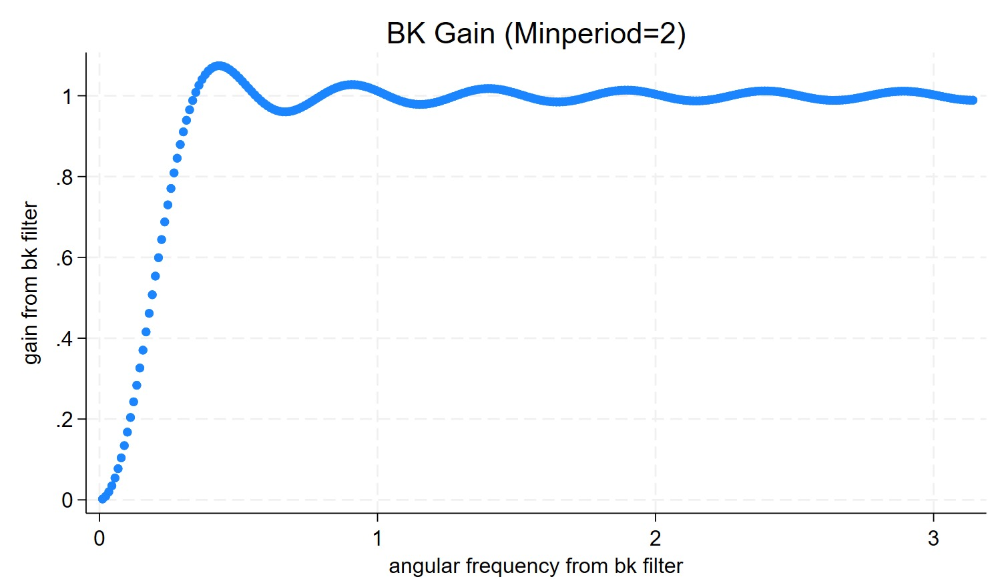 BK Gain (Minperiod=2)
gain from bk filter
1
.8
.6
.4
.2
0
0 1 2 3
angular frequency from bk filter